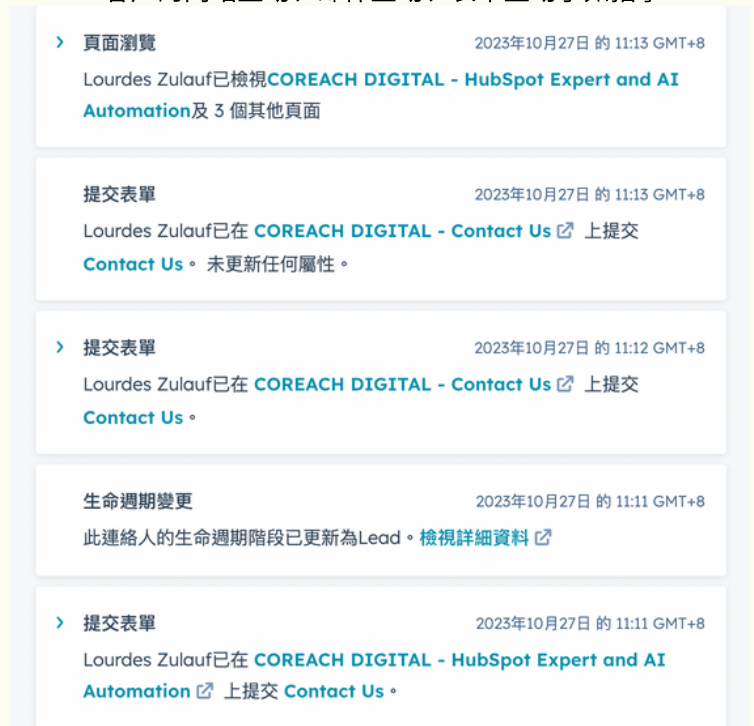 頁面瀏覽 2023年10月27日 的 11:13 GMT+8
Lourdes Zulauf已檢視COREACH DIGITAL - HubSpot Expert and AI
Automation及 3 個其他頁面
提交表單 2023年10月27日 的 11:13 GMT+8
Lourdes Zulauf已在 COREACH DIGITAL - Contact Us 上提交
Contact Us。 未更新任何屬性。
提交表單 2023年10月27日 的 11:12 GMT+8
Lourdes Zulauf已在 COREACH DIGITAL - Contact Us 上提交
Contact Us。
生命週期變更 2023年10月27日 的 11:11 GMT+8
此連絡人的生命週期階段已更新為Lead。檢視詳細資料
提交表單 2023年10月27日 的 11:11 GMT+8
Lourdes Zulauf已在 COREACH DIGITAL - HubSpot Expert and AI
Automation 上提交 Contact Us。